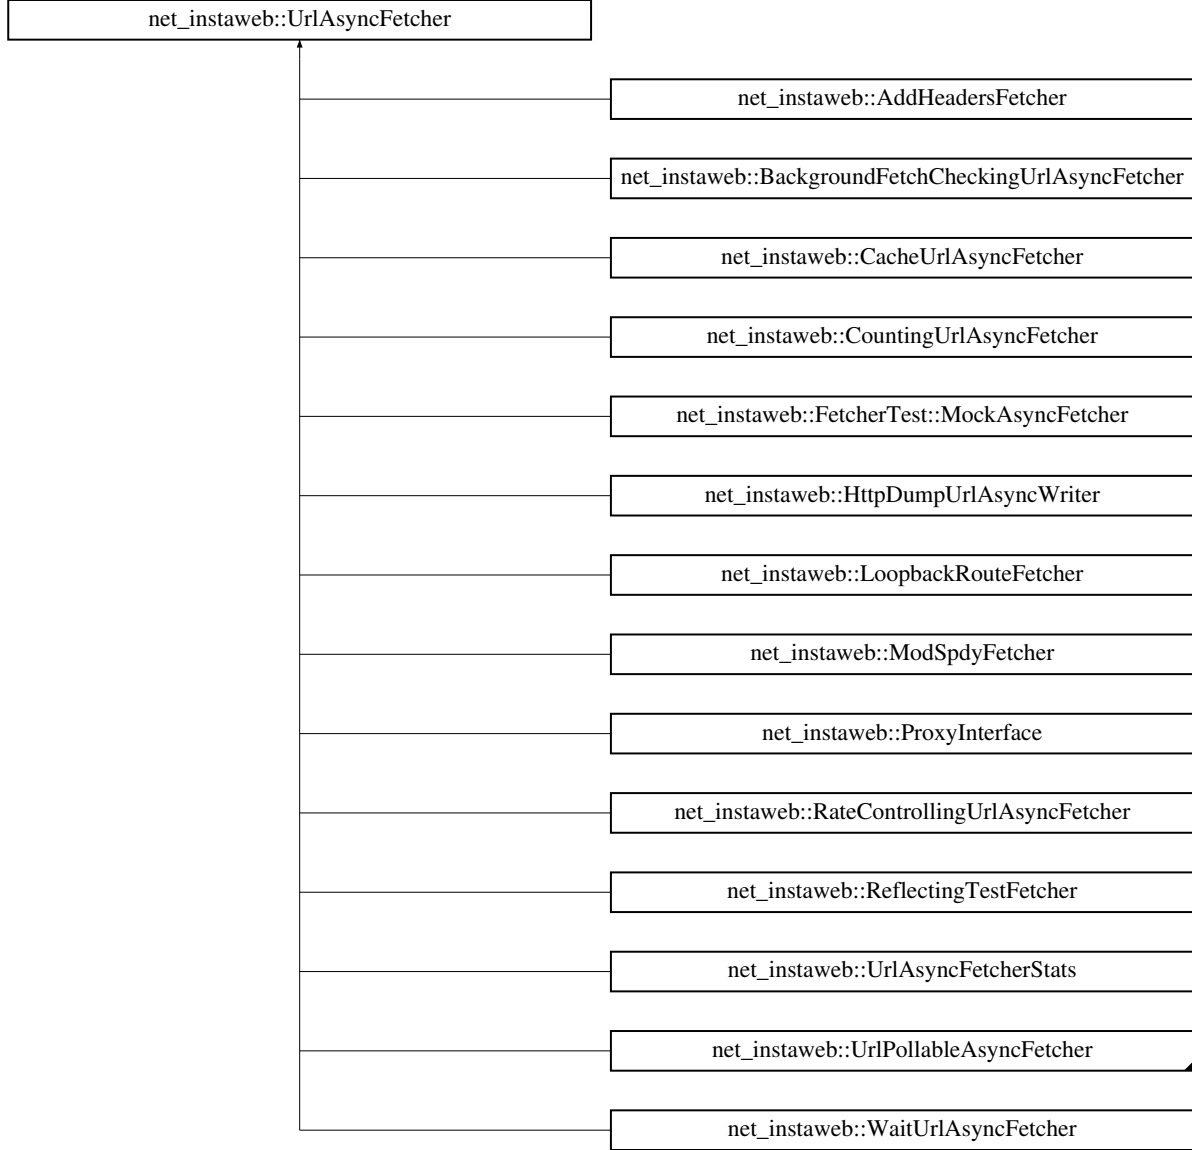 net_instaweb::UrlAsyncFetcher
net_instaweb::AddHeadersFetcher
net_instaweb::BackgroundFetchCheckingUrlAsyncFetcher
net_instaweb::CacheUrlAsyncFetcher
net_instaweb::CountingUrlAsyncFetcher
net_instaweb::FetcherTest::MockAsyncFetcher
net_instaweb::HttpDumpUrlAsyncWriter
net_instaweb::LoopbackRouteFetcher
net_instaweb::ModSpdyFetcher
net_instaweb::ProxyInterface
net_instaweb::RateControllingUrlAsyncFetcher
net_instaweb::ReflectingTestFetcher
net_instaweb::UrlAsyncFetcherStats
net_instaweb::UrlPollableAsyncFetcher
net_instaweb::WaitUrlAsyncFetcher